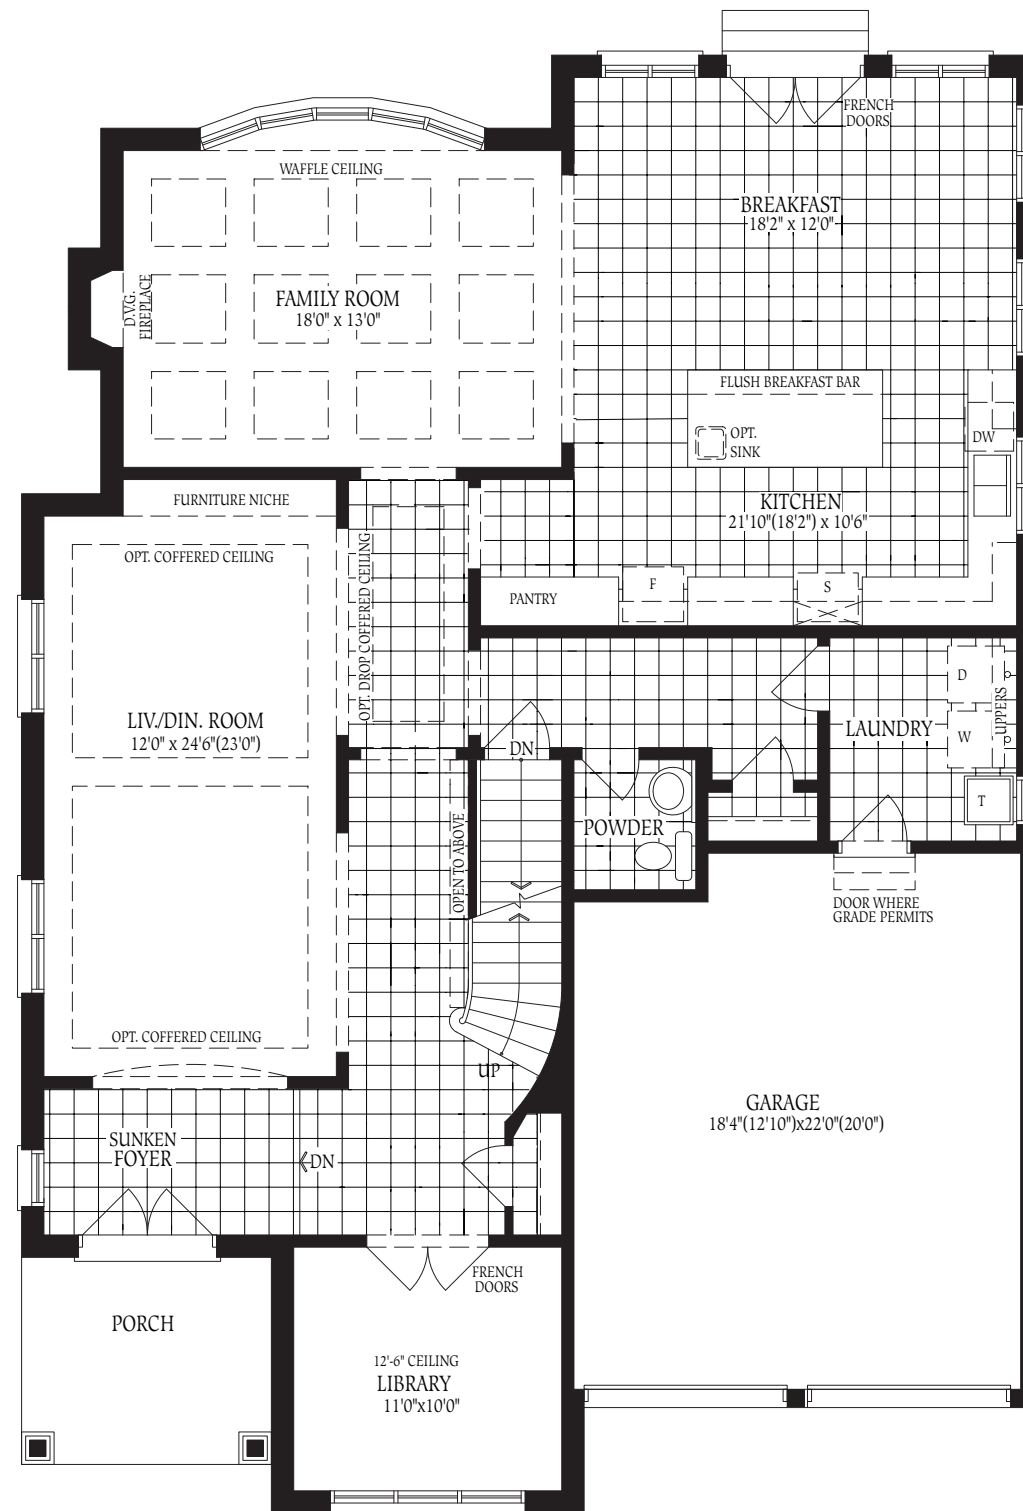 FRENCH
DOORS
WAFFLE CEILING
BREAKFAST
18'2" x 12'0"
D.V.G.
FIREPLACE
FAMILY ROOM
18'0" x 13'0"
FLUSH BREAKFAST BAR
OPT.
SINK
DW
FURNITURE NICHE
KITCHEN
21'10"(18'2") x 10'6"
OPT. COFFERED CEILING
OPT. DROP COFFERED CEILING
PANTRY
F
S
D
UPPERS
LIV./DIN. ROOM
12'0" x 24'6"(23'0")
LAUNDRY
W
DN
T
POWDER
OPEN TO ABOVE
DOOR WHERE
GRADE PERMITS
OPT. COFFERED CEILING
UP
GARAGE
18'4"(12'10")x22'0"(20'0")
SUNKEN
FOYER
DN
FRENCH
DOORS
PORCH
12'-6" CEILING
LIBRARY
11'0"x10'0"